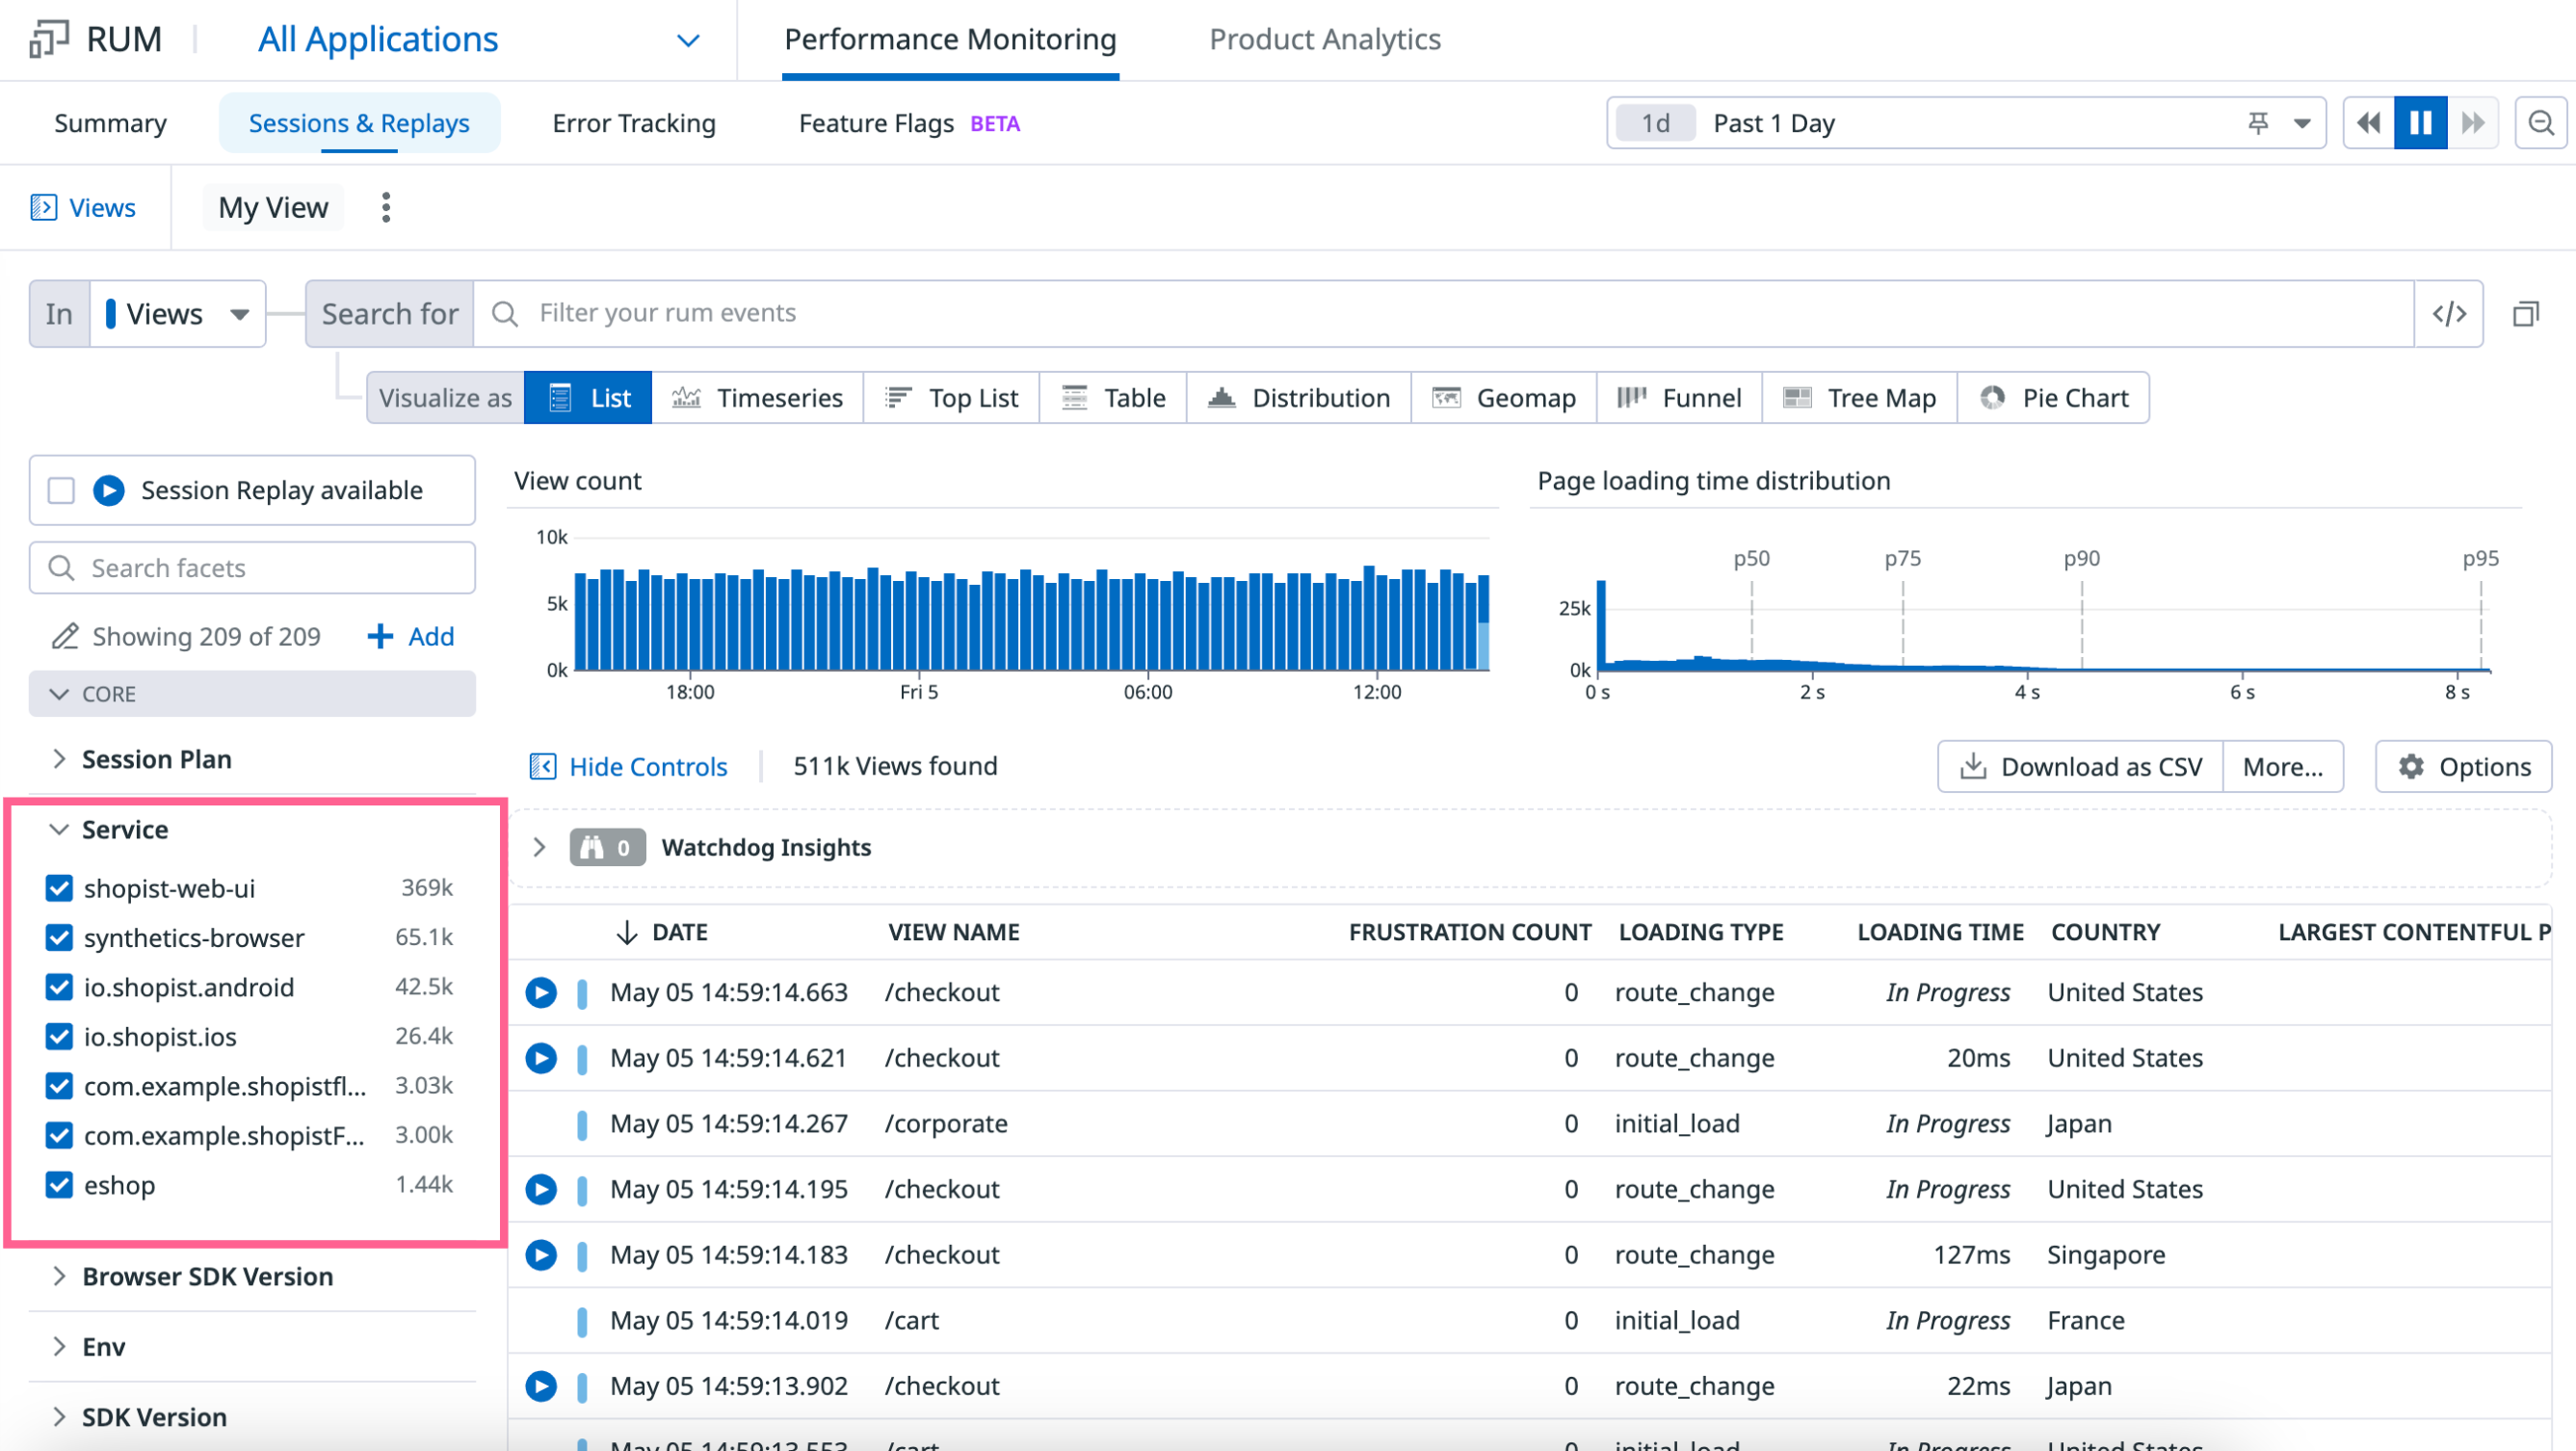 RUM All Applications Performance Monitoring Product Analytics
Summary Sessions & Replays Error Tracking Feature Flags BETA 1d Past 1 Day
Views My View
In Views Search for Filter your rum events </>
Visualize as List Timeseries Top List Table Distribution Geomap Funnel Tree Map Pie Chart
Session Replay available
Search facets
Showing 209 of 209 Add
CORE
Session Plan
Service
shopist-web-ui 369k
synthetics-browser 65.1k
io.shopist.android 42.5k
io.shopist.ios 26.4k
com.example.shopistfl... 3.03k
com.example.shopistF... 3.00k
eshop 1.44k
Browser SDK Version
Env
SDK Version
View count
10k
5k
0k
18:00 Fri 5 06:00 12:00
Page loading time distribution
p50 p75 p90 p95
25k
0k
0 s 2 s 4 s 6 s 8 s
Hide Controls 511k Views found Download as CSV More... Options
0 Watchdog Insights
DATE VIEW NAME FRUSTRATION COUNT LOADING TYPE LOADING TIME COUNTRY LARGEST CONTENTFUL P
May 05 14:59:14.663 /checkout 0 route_change In Progress United States
May 05 14:59:14.621 /checkout 0 route_change 20ms United States
May 05 14:59:14.267 /corporate 0 initial_load In Progress Japan
May 05 14:59:14.195 /checkout 0 route_change In Progress United States
May 05 14:59:14.183 /checkout 0 route_change 127ms Singapore
May 05 14:59:14.019 /cart 0 initial_load In Progress France
May 05 14:59:13.902 /checkout 0 route_change 22ms Japan
May 05 14:59:13.553 /cart 0 initial_load In Progress United States